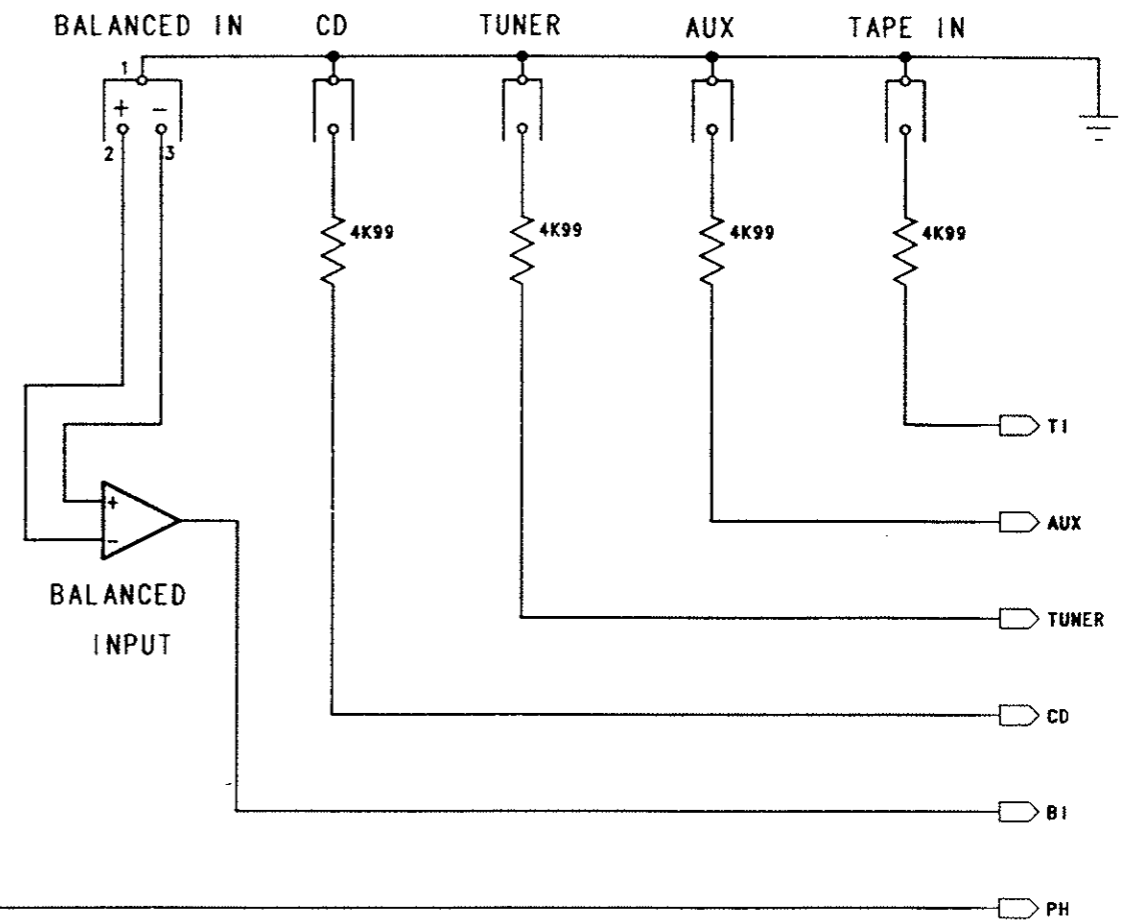 BALANCED IN CD TUNER AUX TAPE IN
1
+ −
2 3
4K99 4K99 4K99 4K99
TI
+
AUX
−
BALANCED
INPUT
TUNER
CD
BI
PH